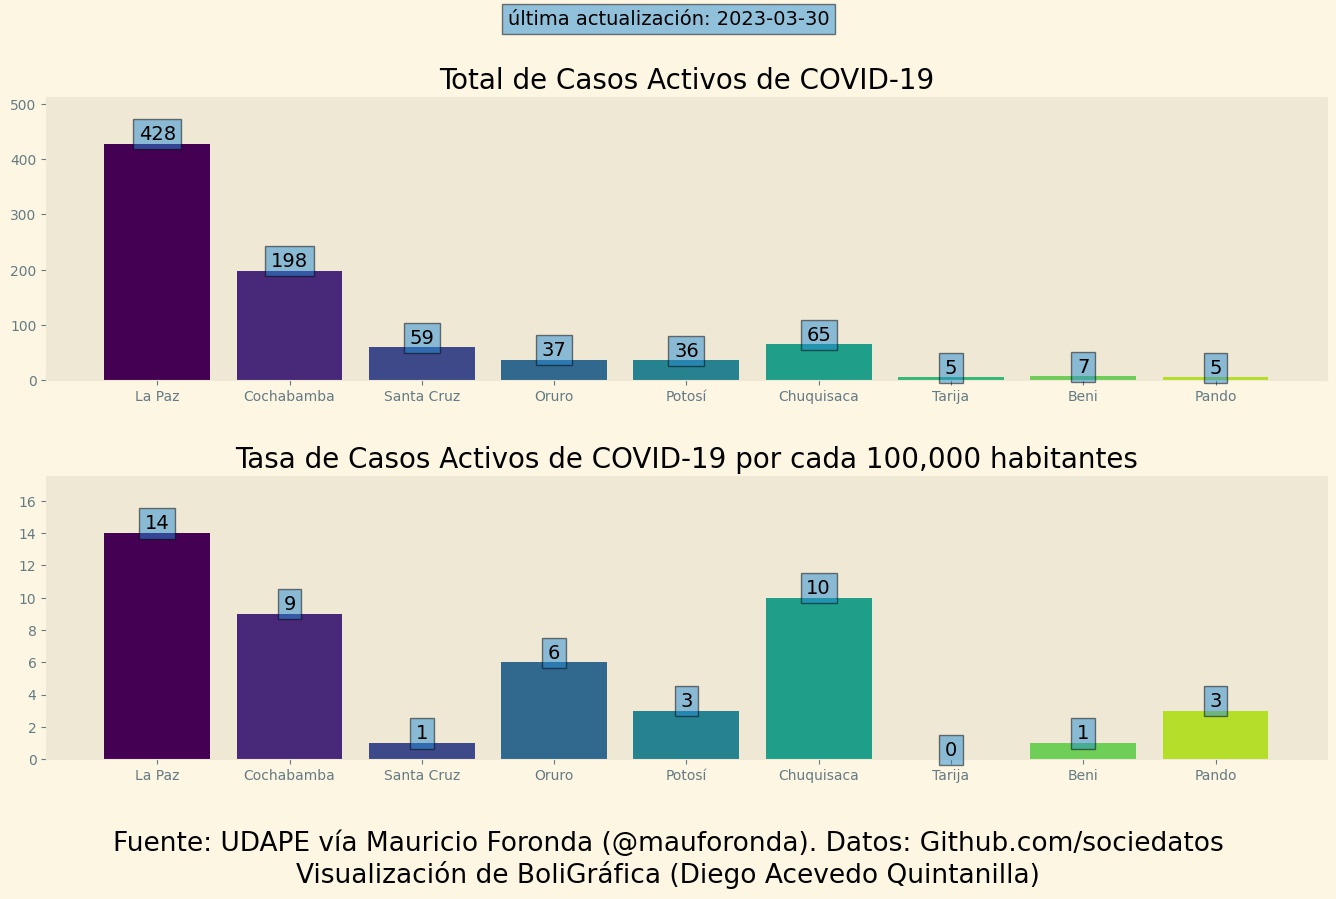 última actualización: 2023-03-30
Total de Casos Activos de COVID-19
500
400
300
200
100
0
428
198
59
37
36
65
5
7
5
La Paz
Cochabamba
Santa Cruz
Oruro
Potosí
Chuquisaca
Tarija
Beni
Pando
Tasa de Casos Activos de COVID-19 por cada 100,000 habitantes
16
14
12
10
8
6
4
2
0
14
9
1
6
3
10
0
1
3
La Paz
Cochabamba
Santa Cruz
Oruro
Potosí
Chuquisaca
Tarija
Beni
Pando
Fuente: UDAPE vía Mauricio Foronda (@mauforonda). Datos: Github.com/sociedatos
Visualización de BoliGráfica (Diego Acevedo Quintanilla)